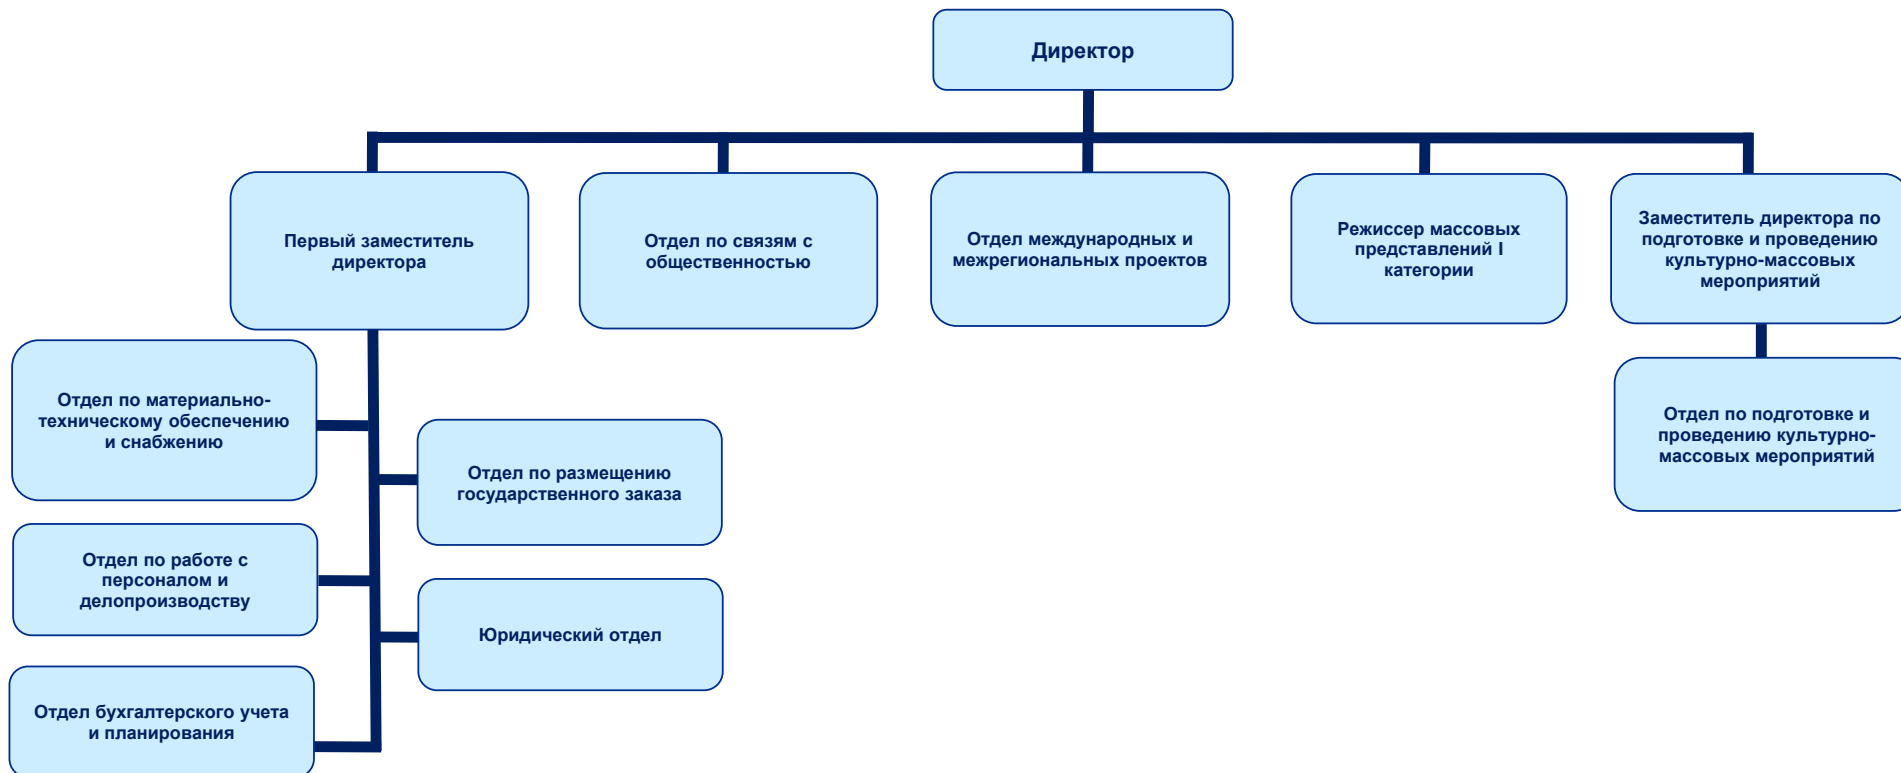 Директор
Первый заместитель
директора
Отдел по связям с
общественностью
Отдел международных и
межрегиональных проектов
Режиссер массовых
представлений I
категории
Заместитель директора по
подготовке и проведению
культурно-массовых
мероприятий
Отдел по материально-
техническому обеспечению
и снабжению
Отдел по размещению
государственного заказа
Отдел по подготовке и
проведению культурно-
массовых мероприятий
Отдел по работе с
персоналом и
делопроизводству
Юридический отдел
Отдел бухгалтерского учета
и планирования